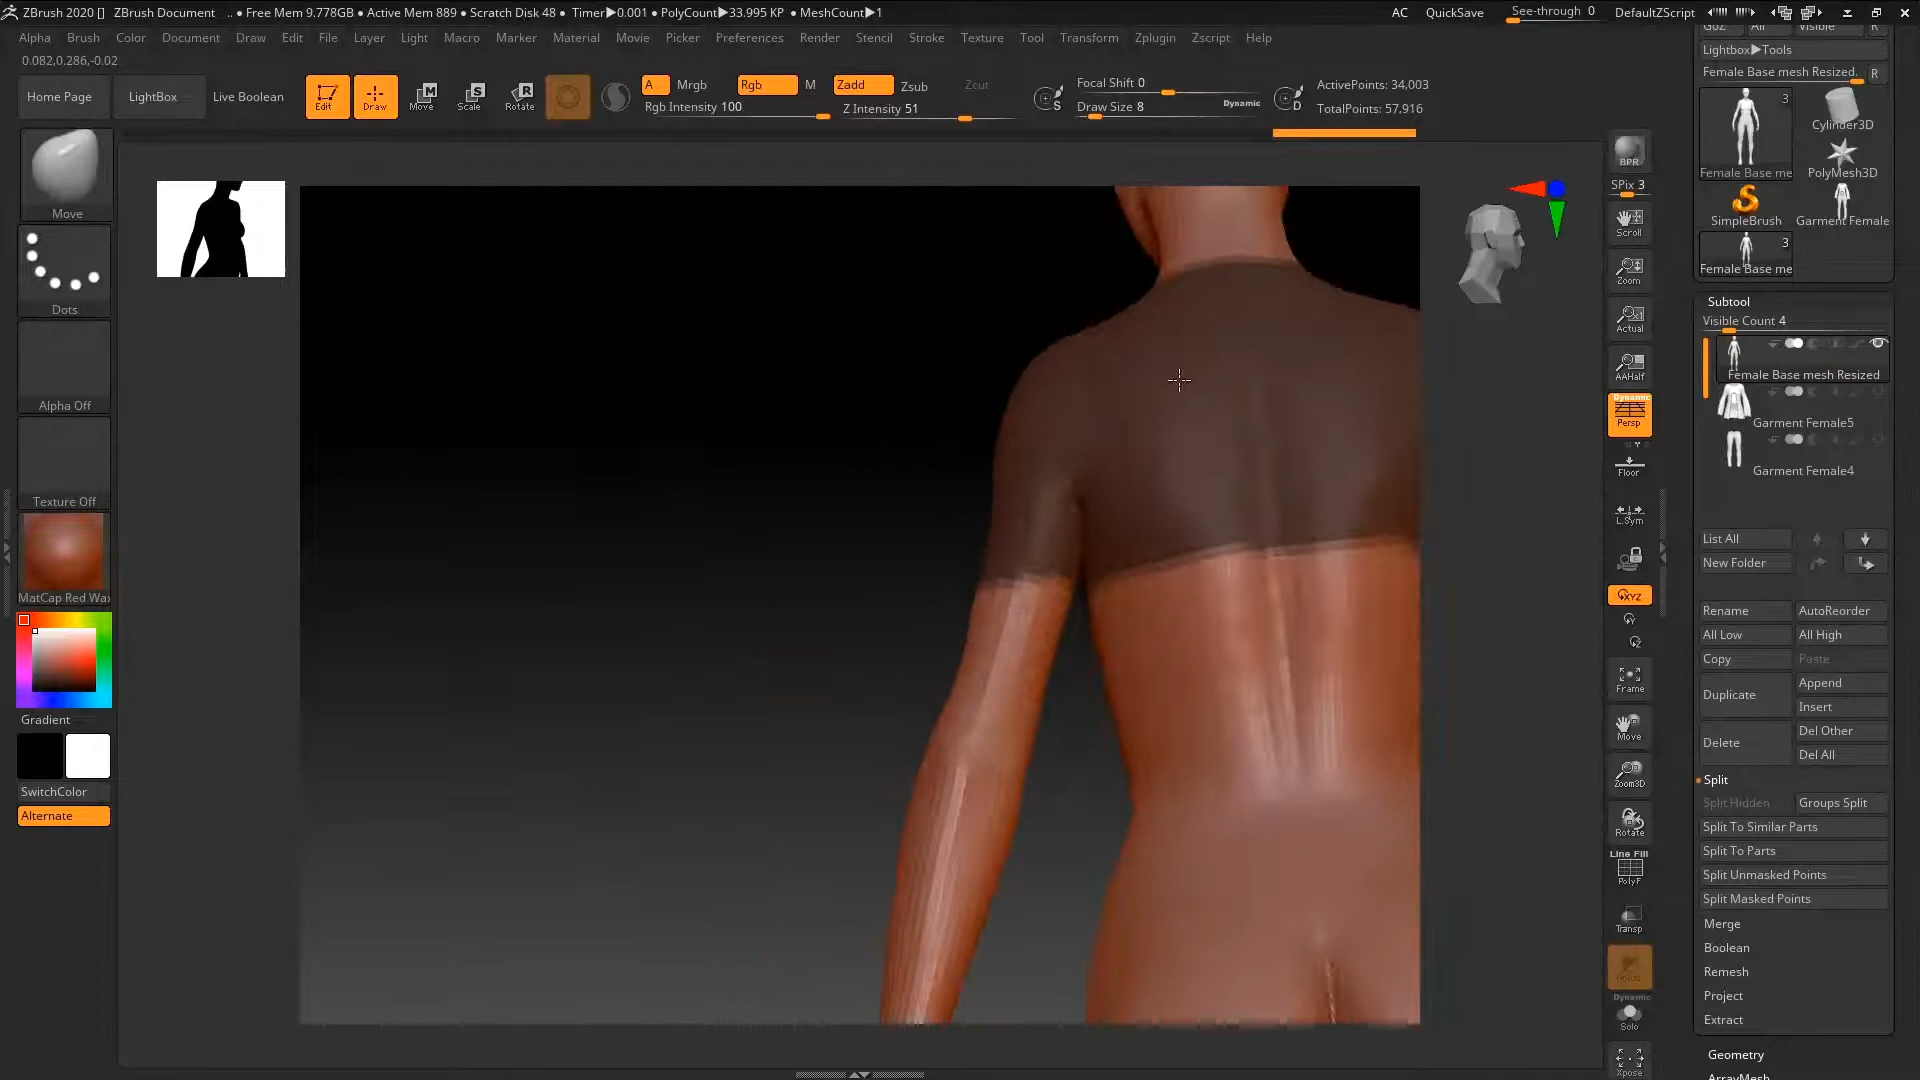 ZBrush 2020 [] ZBrush Document .. • Free Mem 9.778GB • Active Mem 889 • Scratch Disk 48 • Timer▶0.001 • PolyCount▶33.995 KP • MeshCount▶1 AC QuickSave See-through 0 DefaultZScript
Alpha Brush Color Document Draw Edit File Layer Light Macro Marker Material Movie Picker Preferences Render Stencil Stroke Texture Tool Transform Zplugin Zscript Help
0.082,0.286,-0.02
Home Page LightBox Live Boolean Edit Draw Move Scale Rotate
A Mrgb Rgb M Zadd Zsub Zcut
Rgb Intensity 100 Z Intensity 51
Focal Shift 0
Draw Size 8 Dynamic
ActivePoints: 34,003
TotalPoints: 57,916
Move
Dots
Alpha Off
Texture Off
MatCap Red Wax
Gradient
SwitchColor
Alternate
BPR
SPix 3
Scroll
Zoom
Actual
AAHalf
Dynamic
Persp
Floor
L.Sym
XYZ
Frame
Move
Zoom3D
Rotate
Line Fill
PolyF
Transp
Dynamic
Solo
Xpose
GoZ All Visible R
Lightbox▶Tools
Female Base mesh Resized. R
3
Female Base me
Cylinder3D
PolyMesh3D
SimpleBrush
Garment Female
3
Female Base me
Subtool
Visible Count 4
Female Base mesh Resized
Garment Female5
Garment Female4
List All
New Folder
Rename AutoReorder
All Low All High
Copy Paste
Duplicate Append
Insert
Delete Del Other
Del All
Split
Split Hidden Groups Split
Split To Similar Parts
Split To Parts
Split Unmasked Points
Split Masked Points
Merge
Boolean
Remesh
Project
Extract
Geometry
ArrayMesh